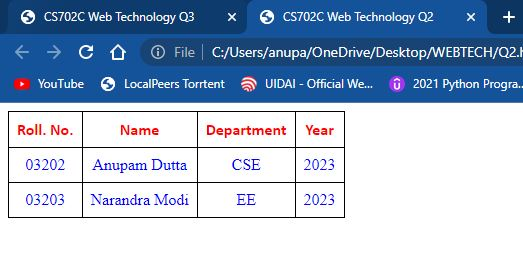 CS702C Web Technology Q3
CS702C Web Technology Q2
File | C:/Users/anupa/OneDrive/Desktop/WEBTECH/Q2.
YouTube LocalPeers Torrtent UIDAI - Official We... 2021 Python Progra..
Roll. No. Name Department Year
03202 Anupam Dutta CSE 2023
03203 Narandra Modi EE 2023